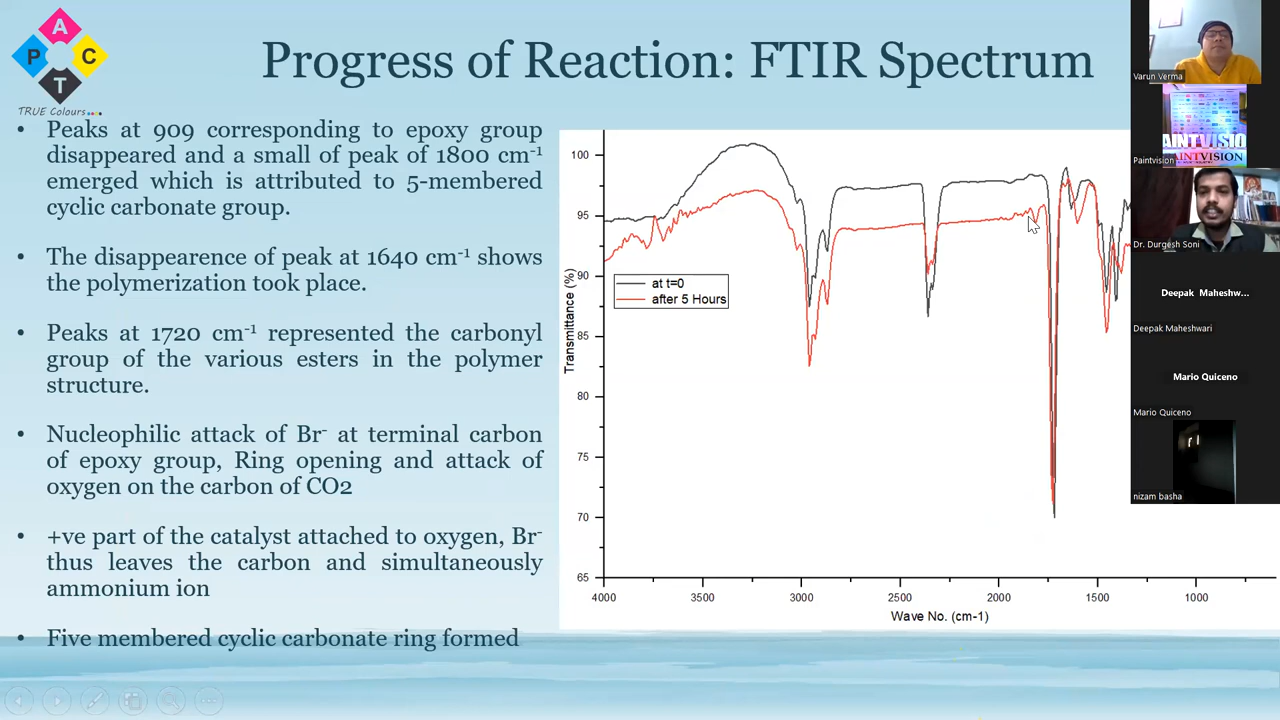 A
P
C
T
TRUE Colours....
Progress of Reaction: FTIR Spectrum
• Peaks at 909 corresponding to epoxy group
disappeared and a small of peak of 1800 cm⁻¹
emerged which is attributed to 5-membered
cyclic carbonate group.
• The disappearence of peak at 1640 cm⁻¹ shows
the polymerization took place.
• Peaks at 1720 cm⁻¹ represented the carbonyl
group of the various esters in the polymer
structure.
• Nucleophilic attack of Br⁻ at terminal carbon
of epoxy group, Ring opening and attack of
oxygen on the carbon of CO2
• +ve part of the catalyst attached to oxygen, Br⁻
thus leaves the carbon and simultaneously
ammonium ion
• Five membered cyclic carbonate ring formed
100
95
90
85
80
75
70
65
Transmittance (%)
at t=0
after 5 Hours
4000
3500
3000
2500
2000
1500
1000
Wave No. (cm-1)
Varun Verma
AINTVISIO
PAINTVISION
Paintvision
Dr. Durgesh Soni
Deepak Maheshw...
Deepak Maheshwari
Mario Quiceno
Mario Quiceno
nizam basha